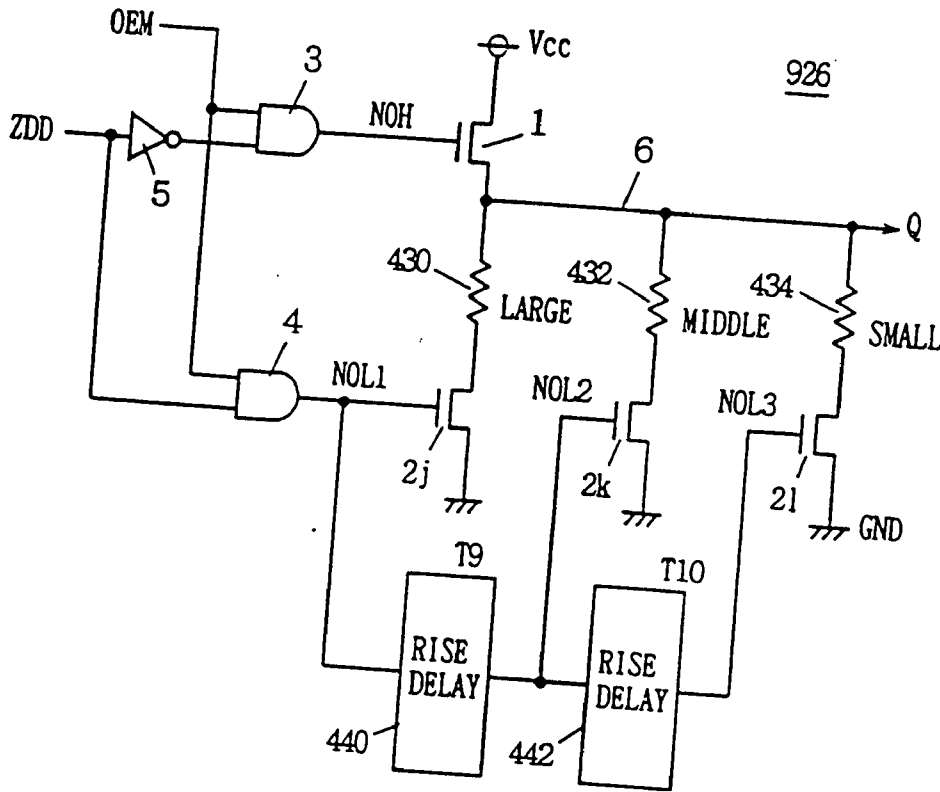 OEM
Vcc
926
3
NOH
1
ZDD
5
6
Q
430
LARGE
432
MIDDLE
434
SMALL
4
NOL1
2j
NOL2
2k
NOL3
2l
GND
T9
RISE
DELAY
440
T10
RISE
DELAY
442